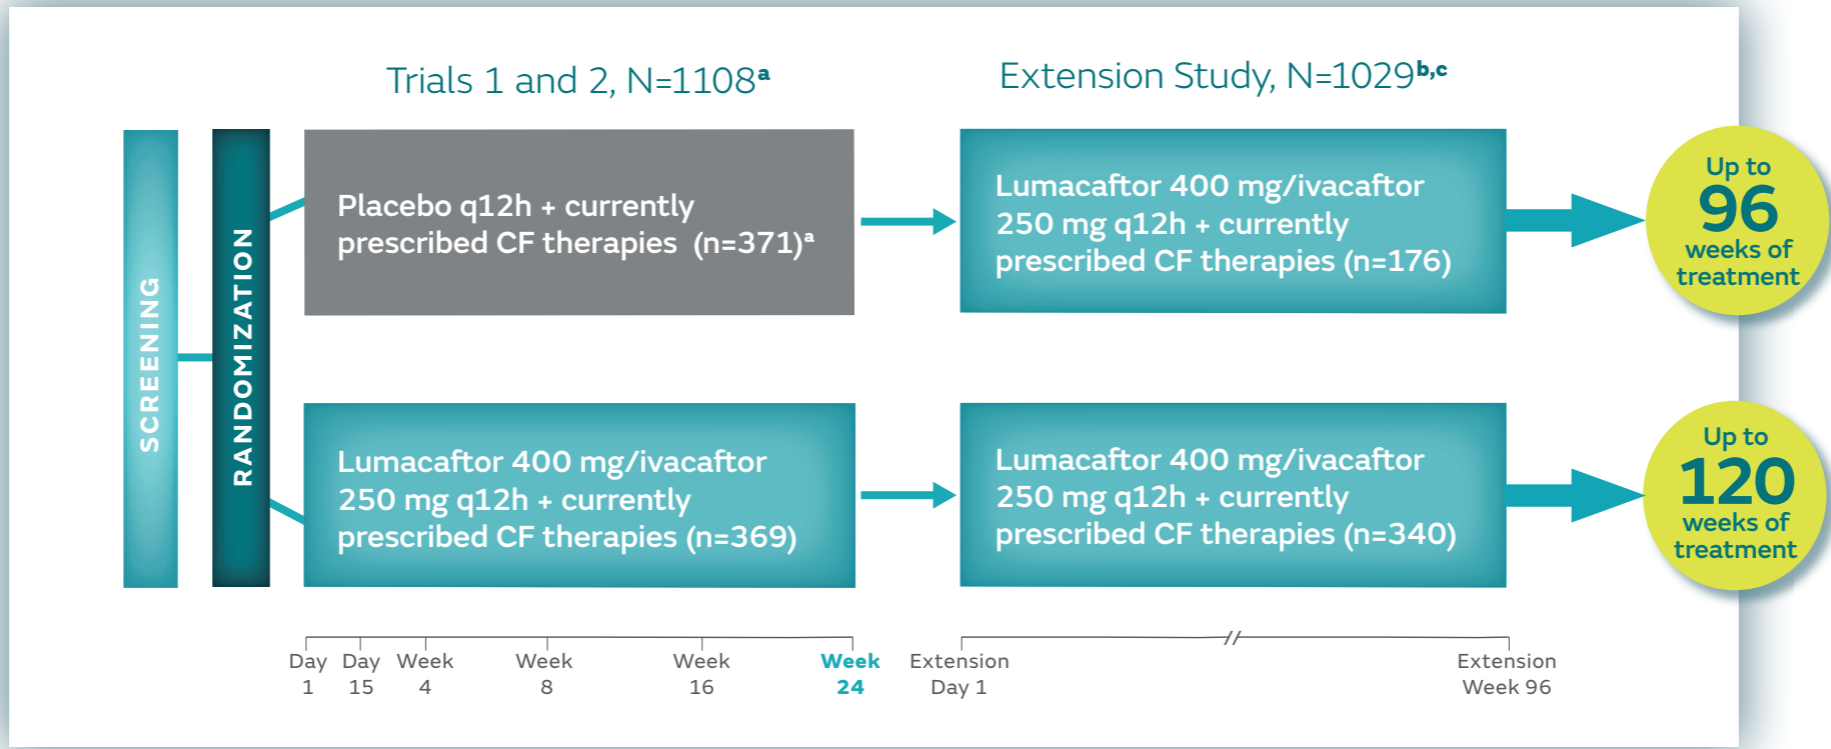 Trials 1 and 2, N=1108a
Extension Study, N=1029b,c
SCREENING
RANDOMIZATION
Placebo q12h + currently
prescribed CF therapies (n=371)a
Lumacaftor 400 mg/ivacaftor
250 mg q12h + currently
prescribed CF therapies (n=176)
Up to
96
weeks of
treatment
Lumacaftor 400 mg/ivacaftor
250 mg q12h + currently
prescribed CF therapies (n=369)
Lumacaftor 400 mg/ivacaftor
250 mg q12h + currently
prescribed CF therapies (n=340)
Up to
120
weeks of
treatment
Day
1
Day
15
Week
4
Week
8
Week
16
Week
24
Extension
Day 1
Extension
Week 96